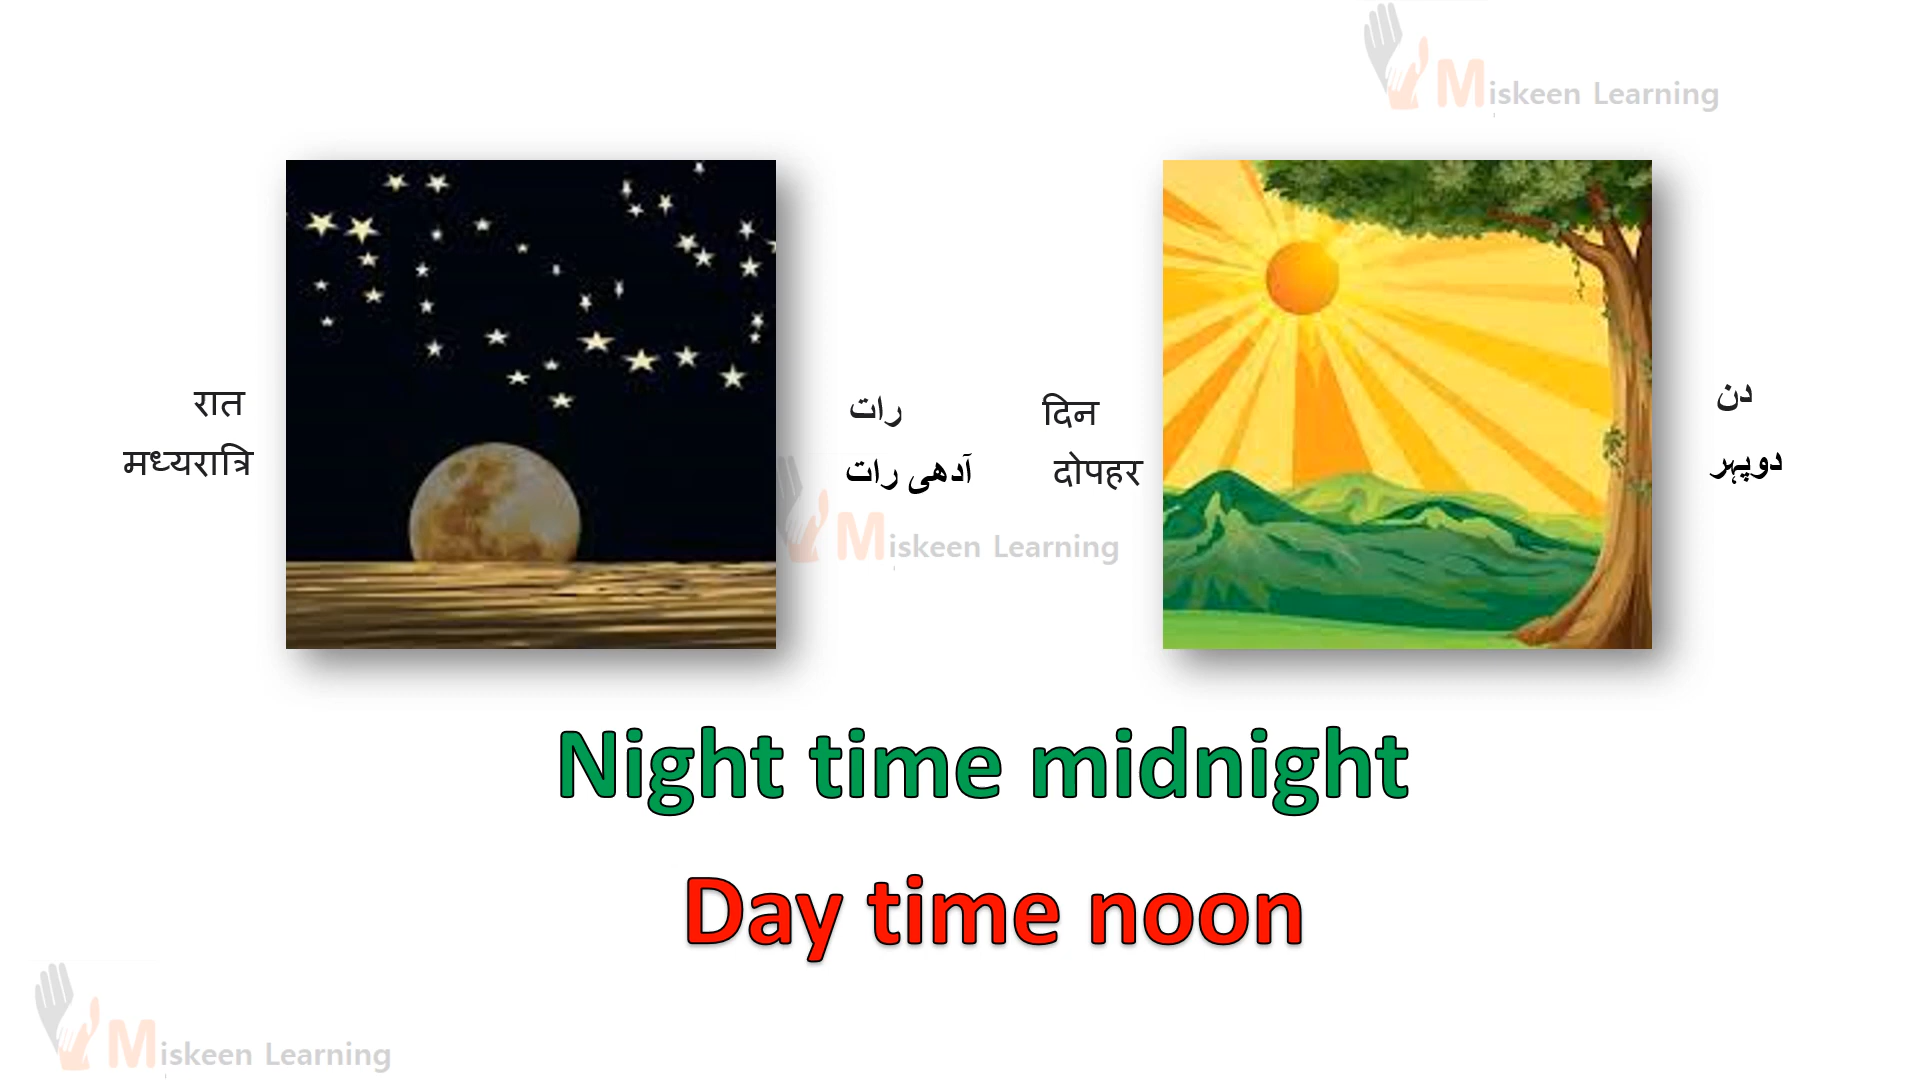 Miskeen Learning
रात
मध्यरात्रि
رات
آدھی رات
दिन
दोपहर
دن
دوپہر
Miskeen Learning
Night time midnight
Day time noon
Miskeen Learning